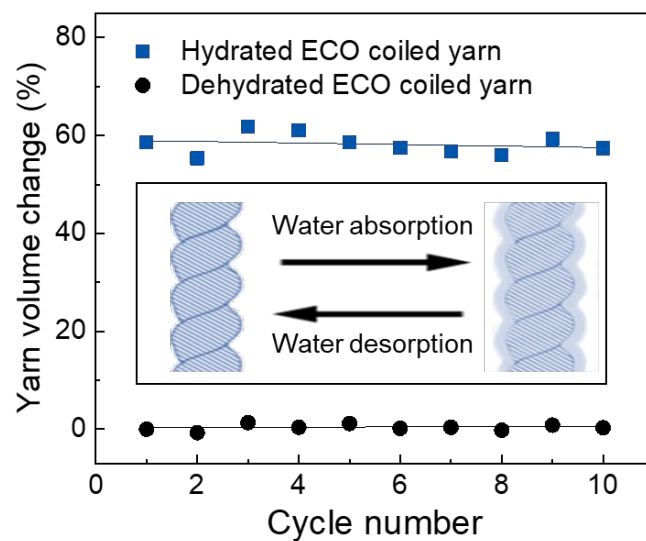 80
60
40
20
0
Yarn volume change (%)
Hydrated ECO coiled yarn
Dehydrated ECO coiled yarn
Water absorption
Water desorption
0 2 4 6 8 10
Cycle number